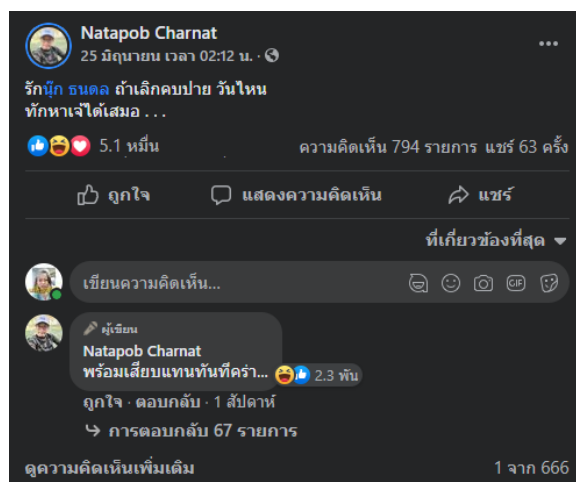 Natapob Charnat
25 มิถุนายน เวลา 02:12 น. ·
รักนุ๊ก ธนดล ถ้าเลิกคบปาย วันไหน
ทักหาเจ้ได้เสมอ . . .
5.1 หมื่น
ความคิดเห็น 794 รายการ แชร์ 63 ครั้ง
ถูกใจ
แสดงความคิดเห็น
แชร์
ที่เกี่ยวข้องที่สุด
เขียนความคิดเห็น...
GIF
ผู้เขียน
Natapob Charnat
พร้อมเสียบแทนทันทีคร่า...
2.3 พัน
ถูกใจ · ตอบกลับ · 1 สัปดาห์
การตอบกลับ 67 รายการ
ดูความคิดเห็นเพิ่มเติม
1 จาก 666